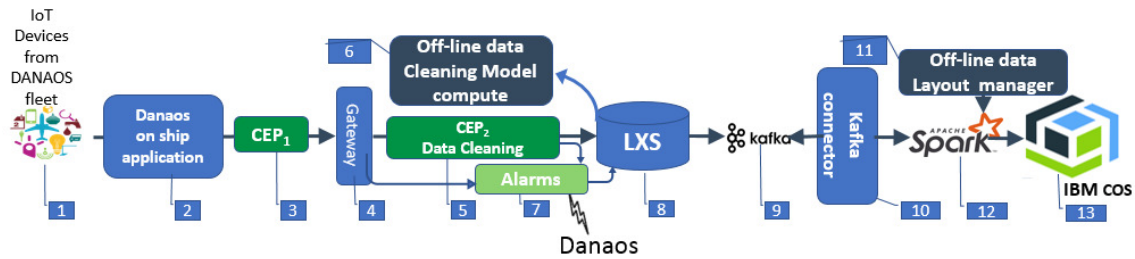 IoT
Devices
from
DANAOS
fleet
1
Danaos
on ship
application
2
CEP1
3
Gateway
4
6
Off-line data
Cleaning Model
compute
CEP2
Data Cleaning
5
Alarms
7
Danaos
LXS
8
kafka
9
Kafka
connector
10
11
Off-line data
Layout manager
APACHE
Spark
12
IBM COS
13